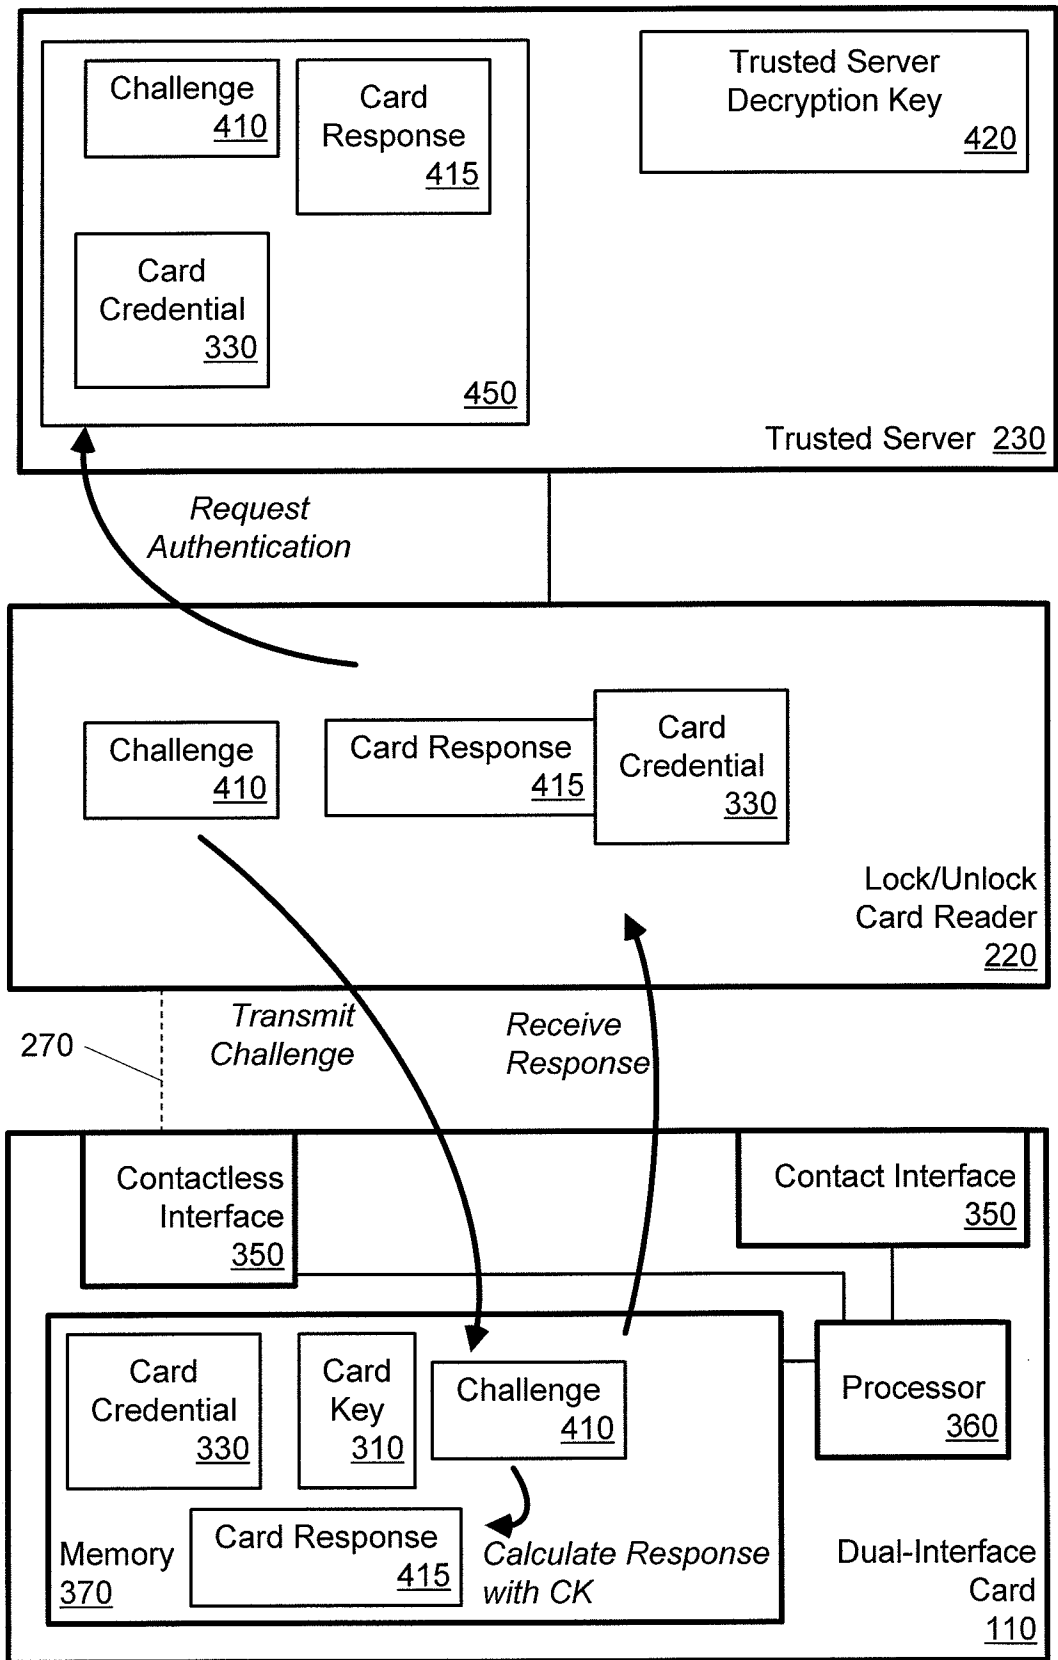 Challenge
410
Card
Response
415
Trusted Server
Decryption Key
420
Card
Credential
330
450
Trusted Server 230
Request
Authentication
Challenge
410
Card Response
415
Card
Credential
330
Lock/Unlock
Card Reader
220
270
Transmit
Challenge
Receive
Response
Contactless
Interface
350
Contact Interface
350
Card
Credential
330
Card
Key
310
Challenge
410
Processor
360
Memory
370
Card Response
415
Calculate Response
with CK
Dual-Interface
Card
110